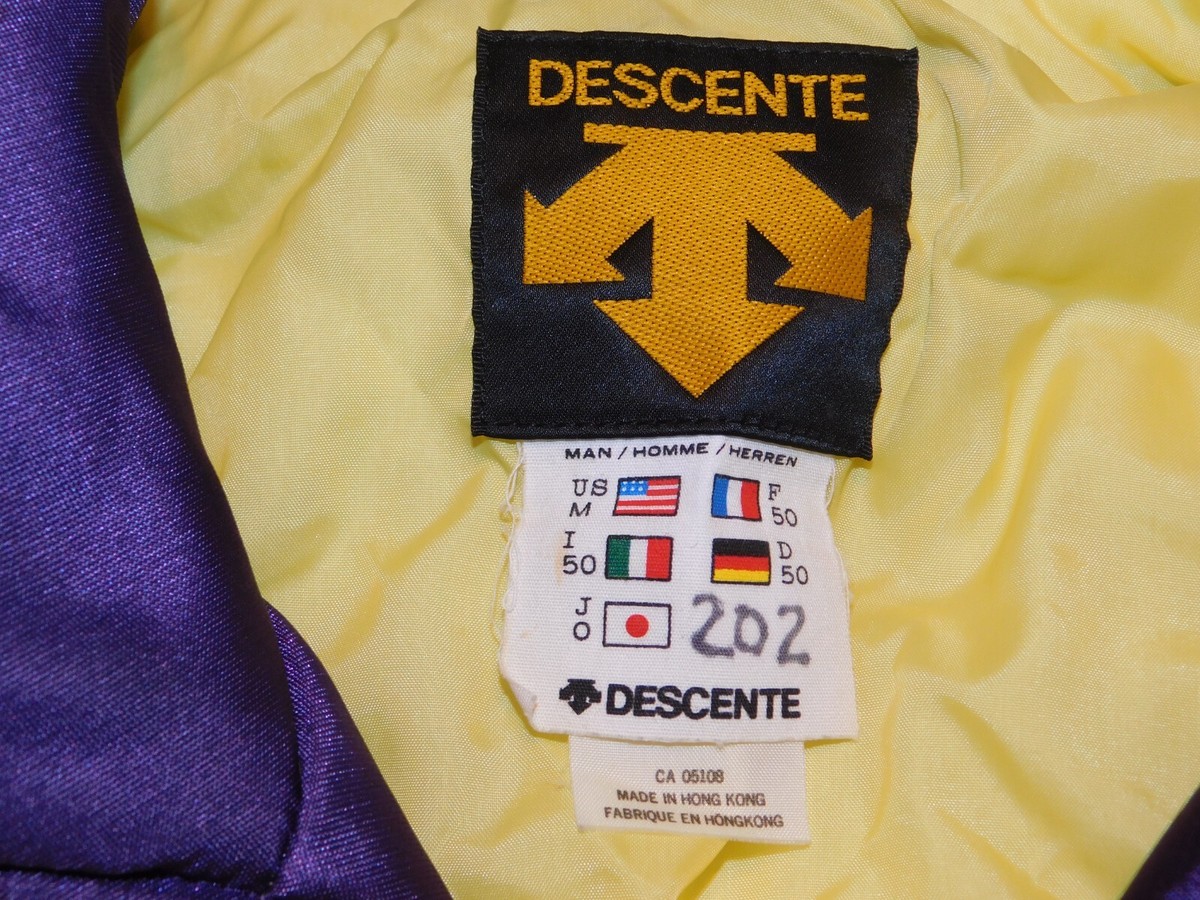 DESCENTE
MAN / HOMME / HERREN
US M F 50
I 50 D 50
J O 202
DESCENTE
CA 05108
MADE IN HONG KONG
FABRIQUE EN HONGKONG